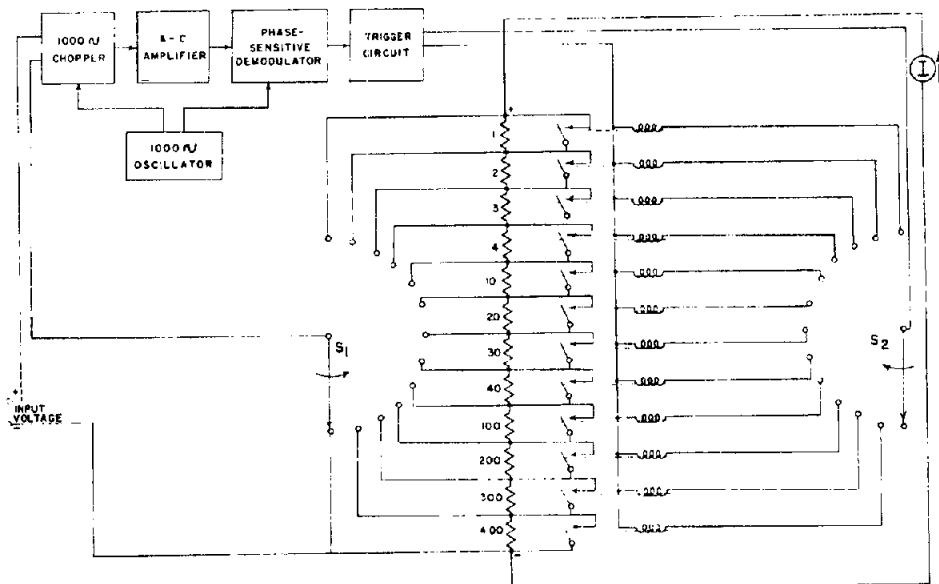 1000 ~
CHOPPER
A-C
AMPLIFIER
PHASE-
SENSITIVE
DEMODULATOR
TRIGGER
CIRCUIT
1000 ~
OSCILLATOR
I
+
1
2
3
4
10
20
30
40
100
200
300
400
-
S1
S2
+
INPUT
VOLTAGE
-